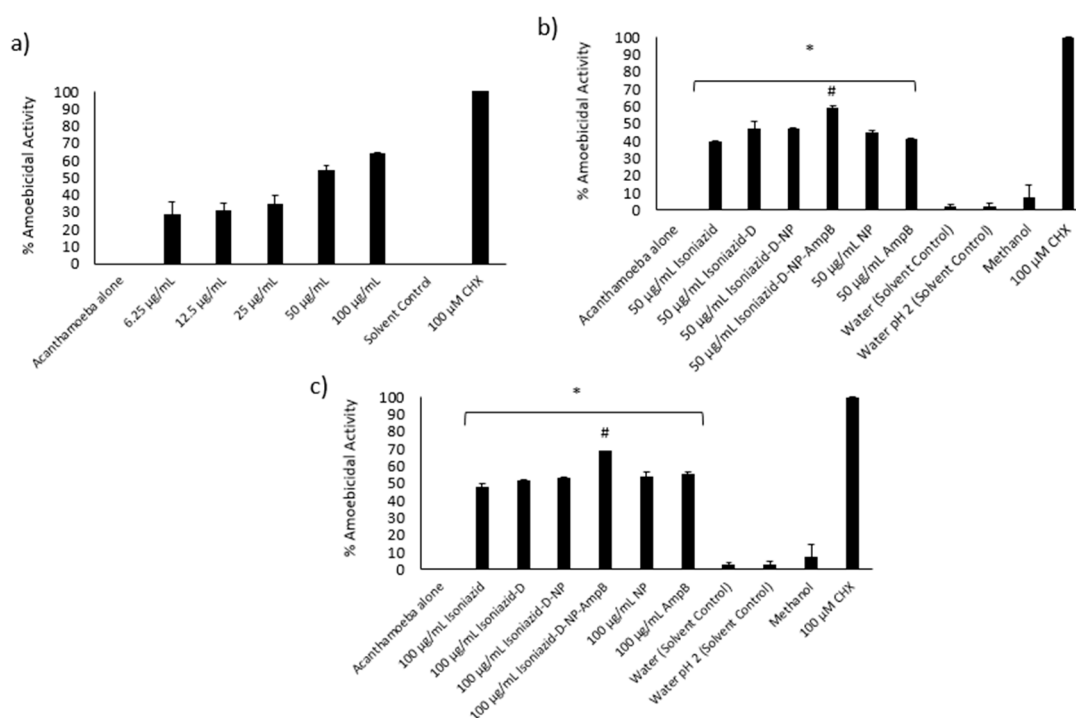 a)
% Amoebicidal Activity
100
90
80
70
60
50
40
30
20
10
0
Acanthamoeba alone
6.25 µg/mL
12.5 µg/mL
25 µg/mL
50 µg/mL
100 µg/mL
Solvent Control
100 µM CHX
b)
% Amoebicidal Activity
100
90
80
70
60
50
40
30
20
10
0
*
#
Acanthamoeba alone
50 µg/mL Isoniazid
50 µg/mL Isoniazid-D
50 µg/mL Isoniazid-D-NP
50 µg/mL Isoniazid-D-NP-AmpB
50 µg/mL NP
50 µg/mL AmpB
Water (Solvent Control)
Water pH 2 (Solvent Control)
Methanol
100 µM CHX
c)
% Amoebicidal Activity
100
90
80
70
60
50
40
30
20
10
0
*
#
Acanthamoeba alone
100 µg/mL Isoniazid
100 µg/mL Isoniazid-D
100 µg/mL Isoniazid-D-NP
100 µg/mL Isoniazid-D-NP-AmpB
100 µg/mL NP
100 µg/mL AmpB
Water (Solvent Control)
Water pH 2 (Solvent Control)
Methanol
100 µM CHX